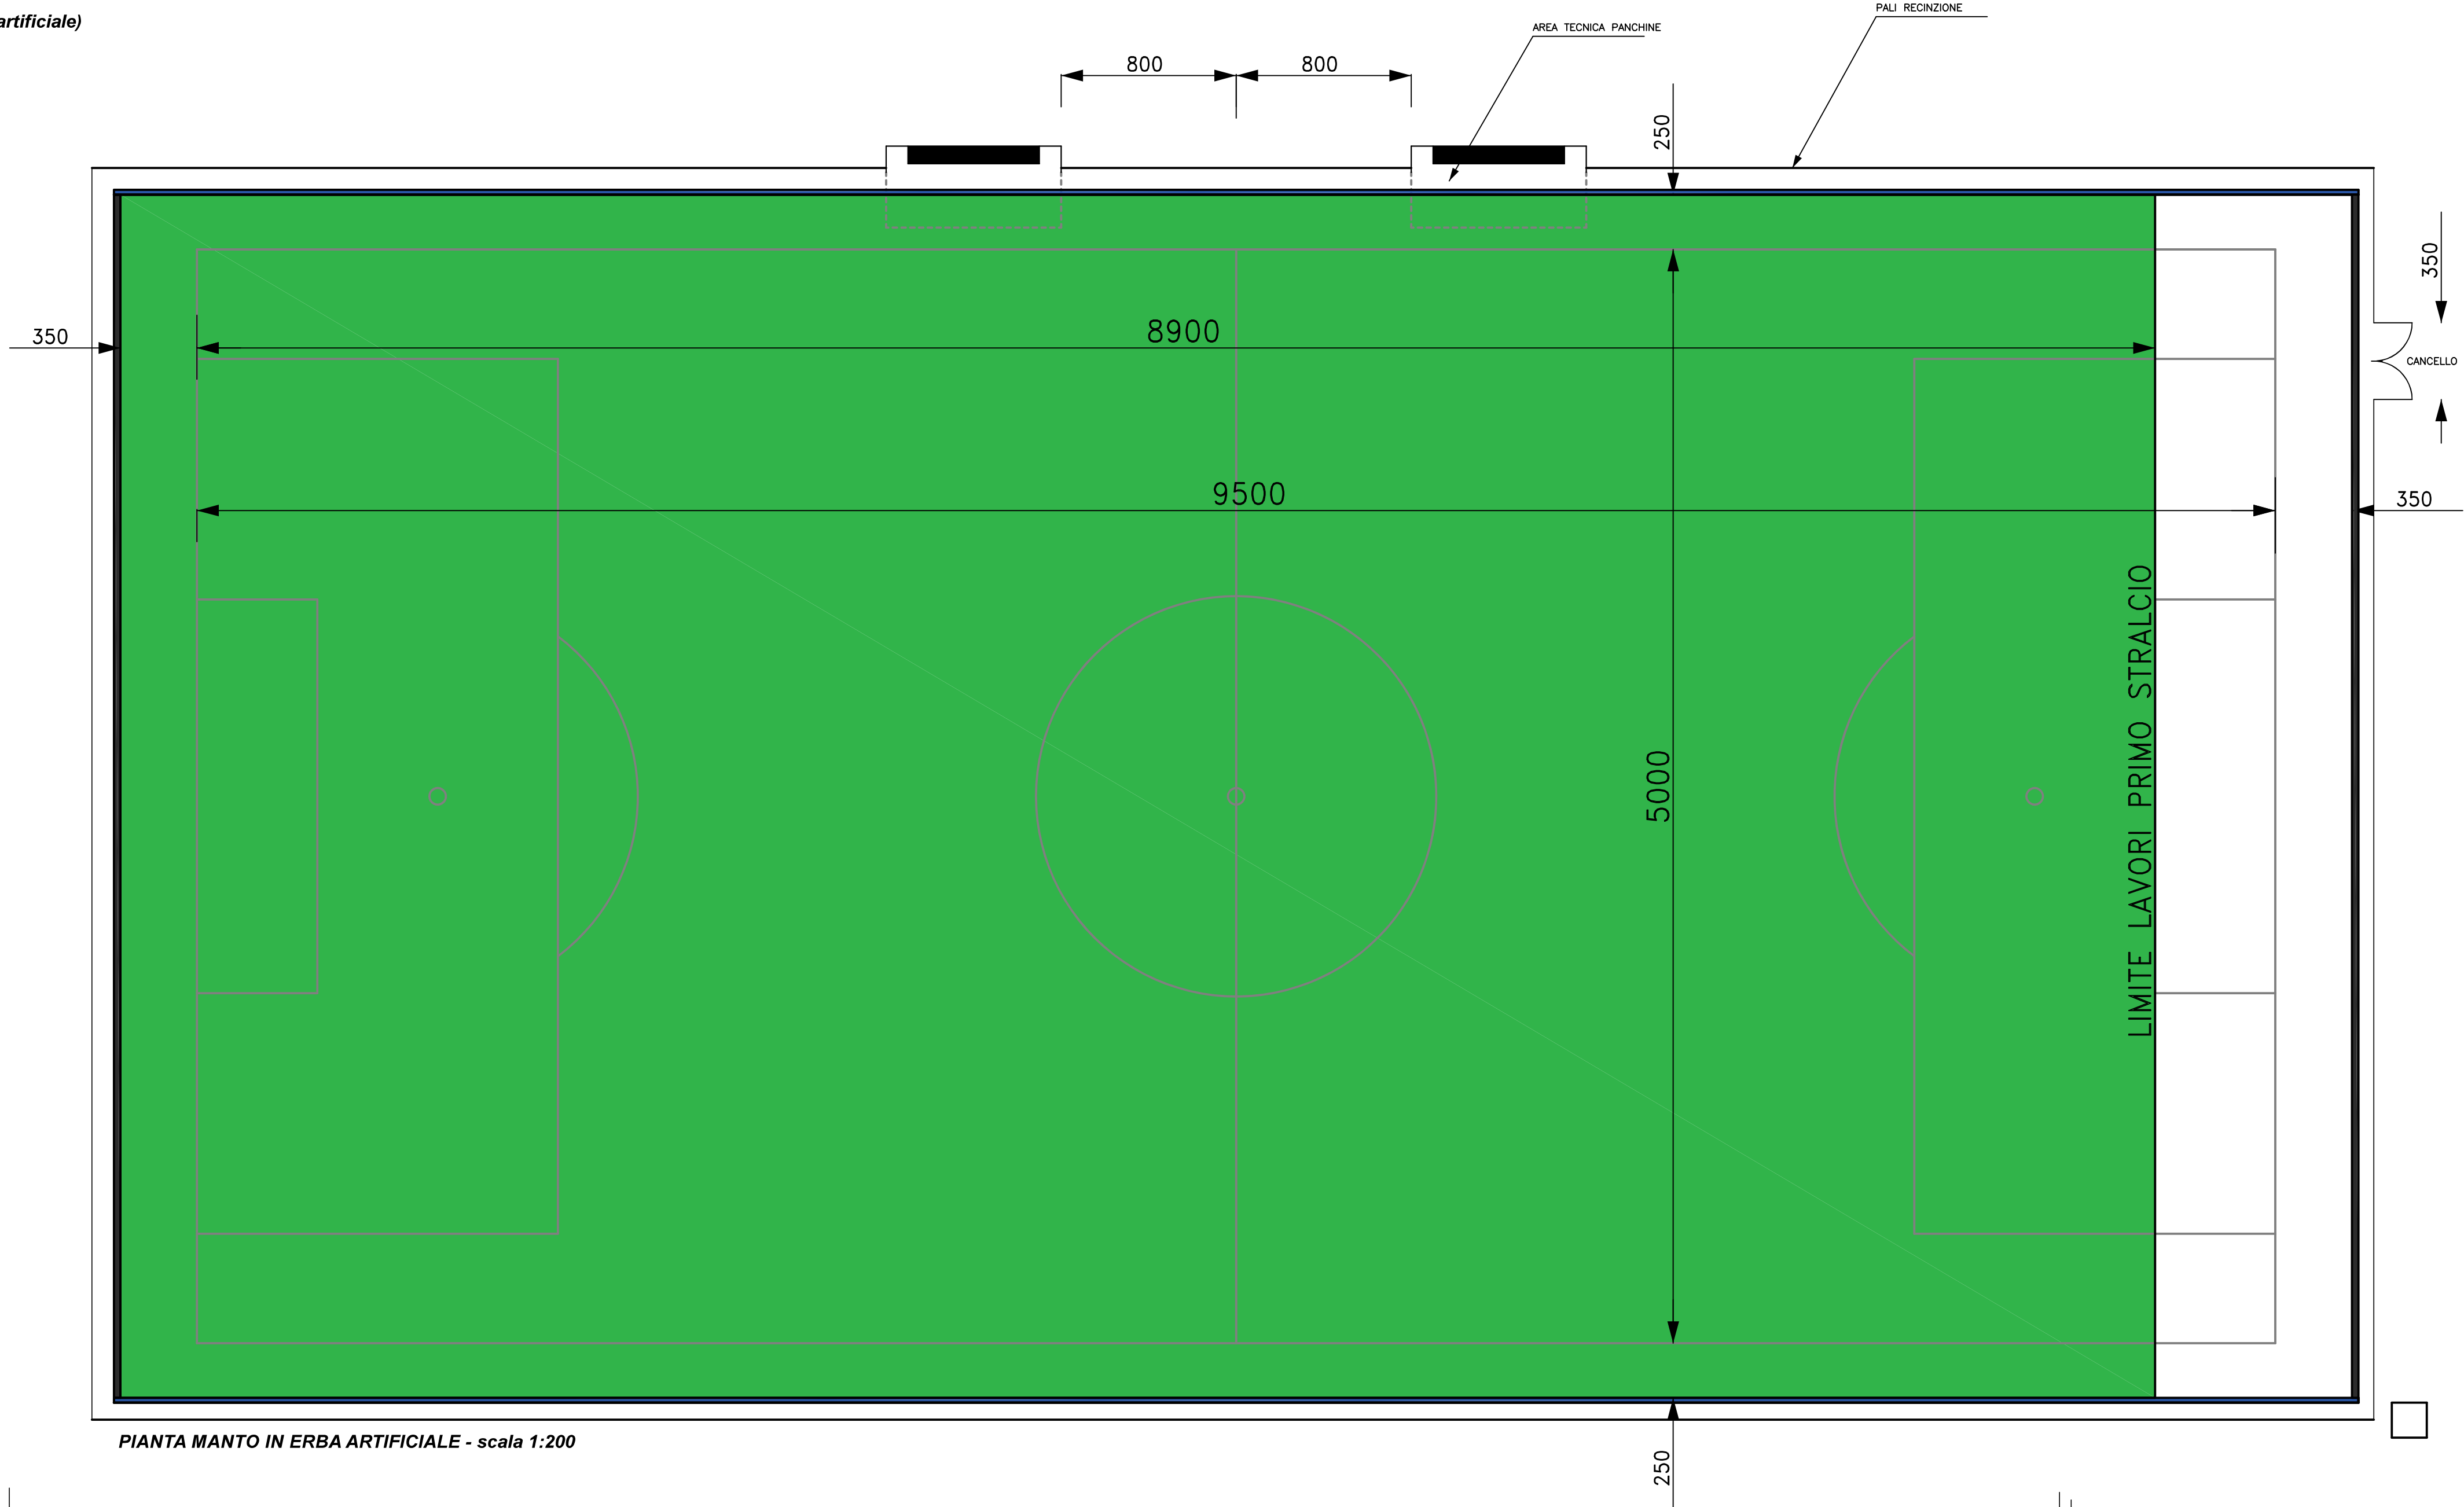 artificiale)
PALI RECINZIONE
AREA TECNICA PANCHINE
800
800
250
350
350
8900
CANCELLO
9500
350
5000
LIMITE LAVORI PRIMO STRALCIO
PIANTA MANTO IN ERBA ARTIFICIALE - scala 1:200
250